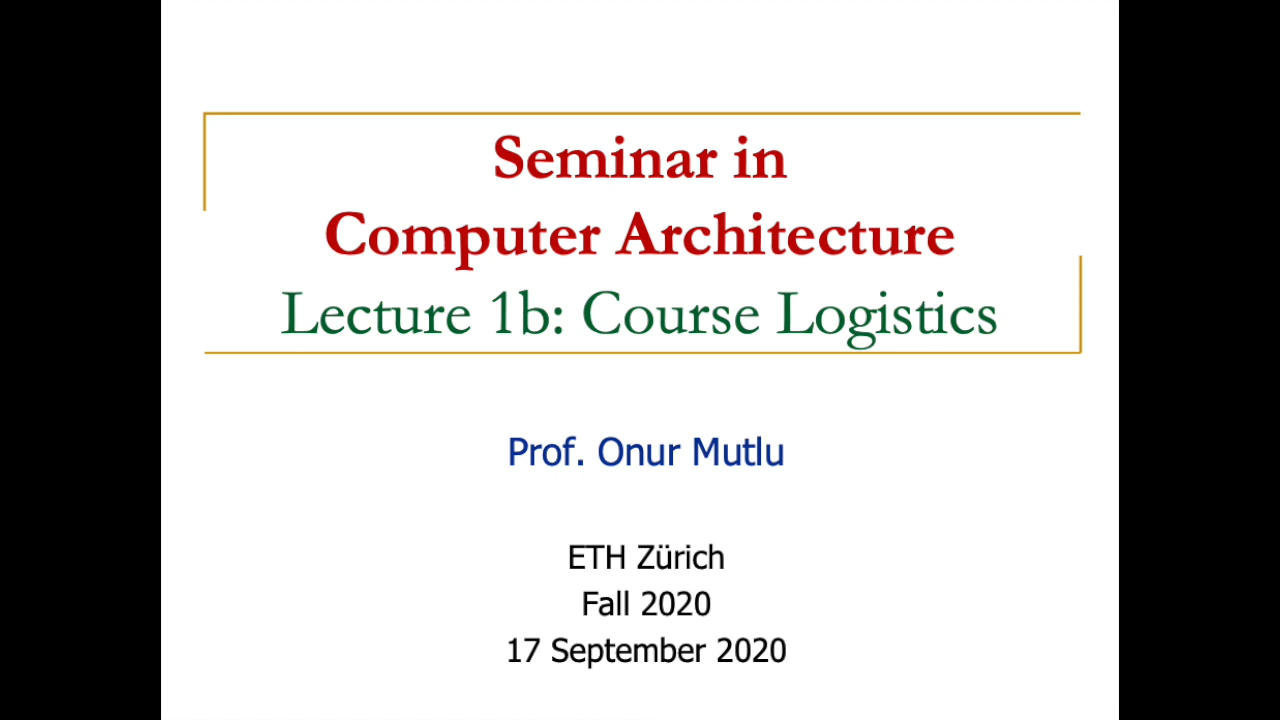 Seminar in
Computer Architecture
Lecture 1b: Course Logistics
Prof. Onur Mutlu
ETH Zürich
Fall 2020
17 September 2020